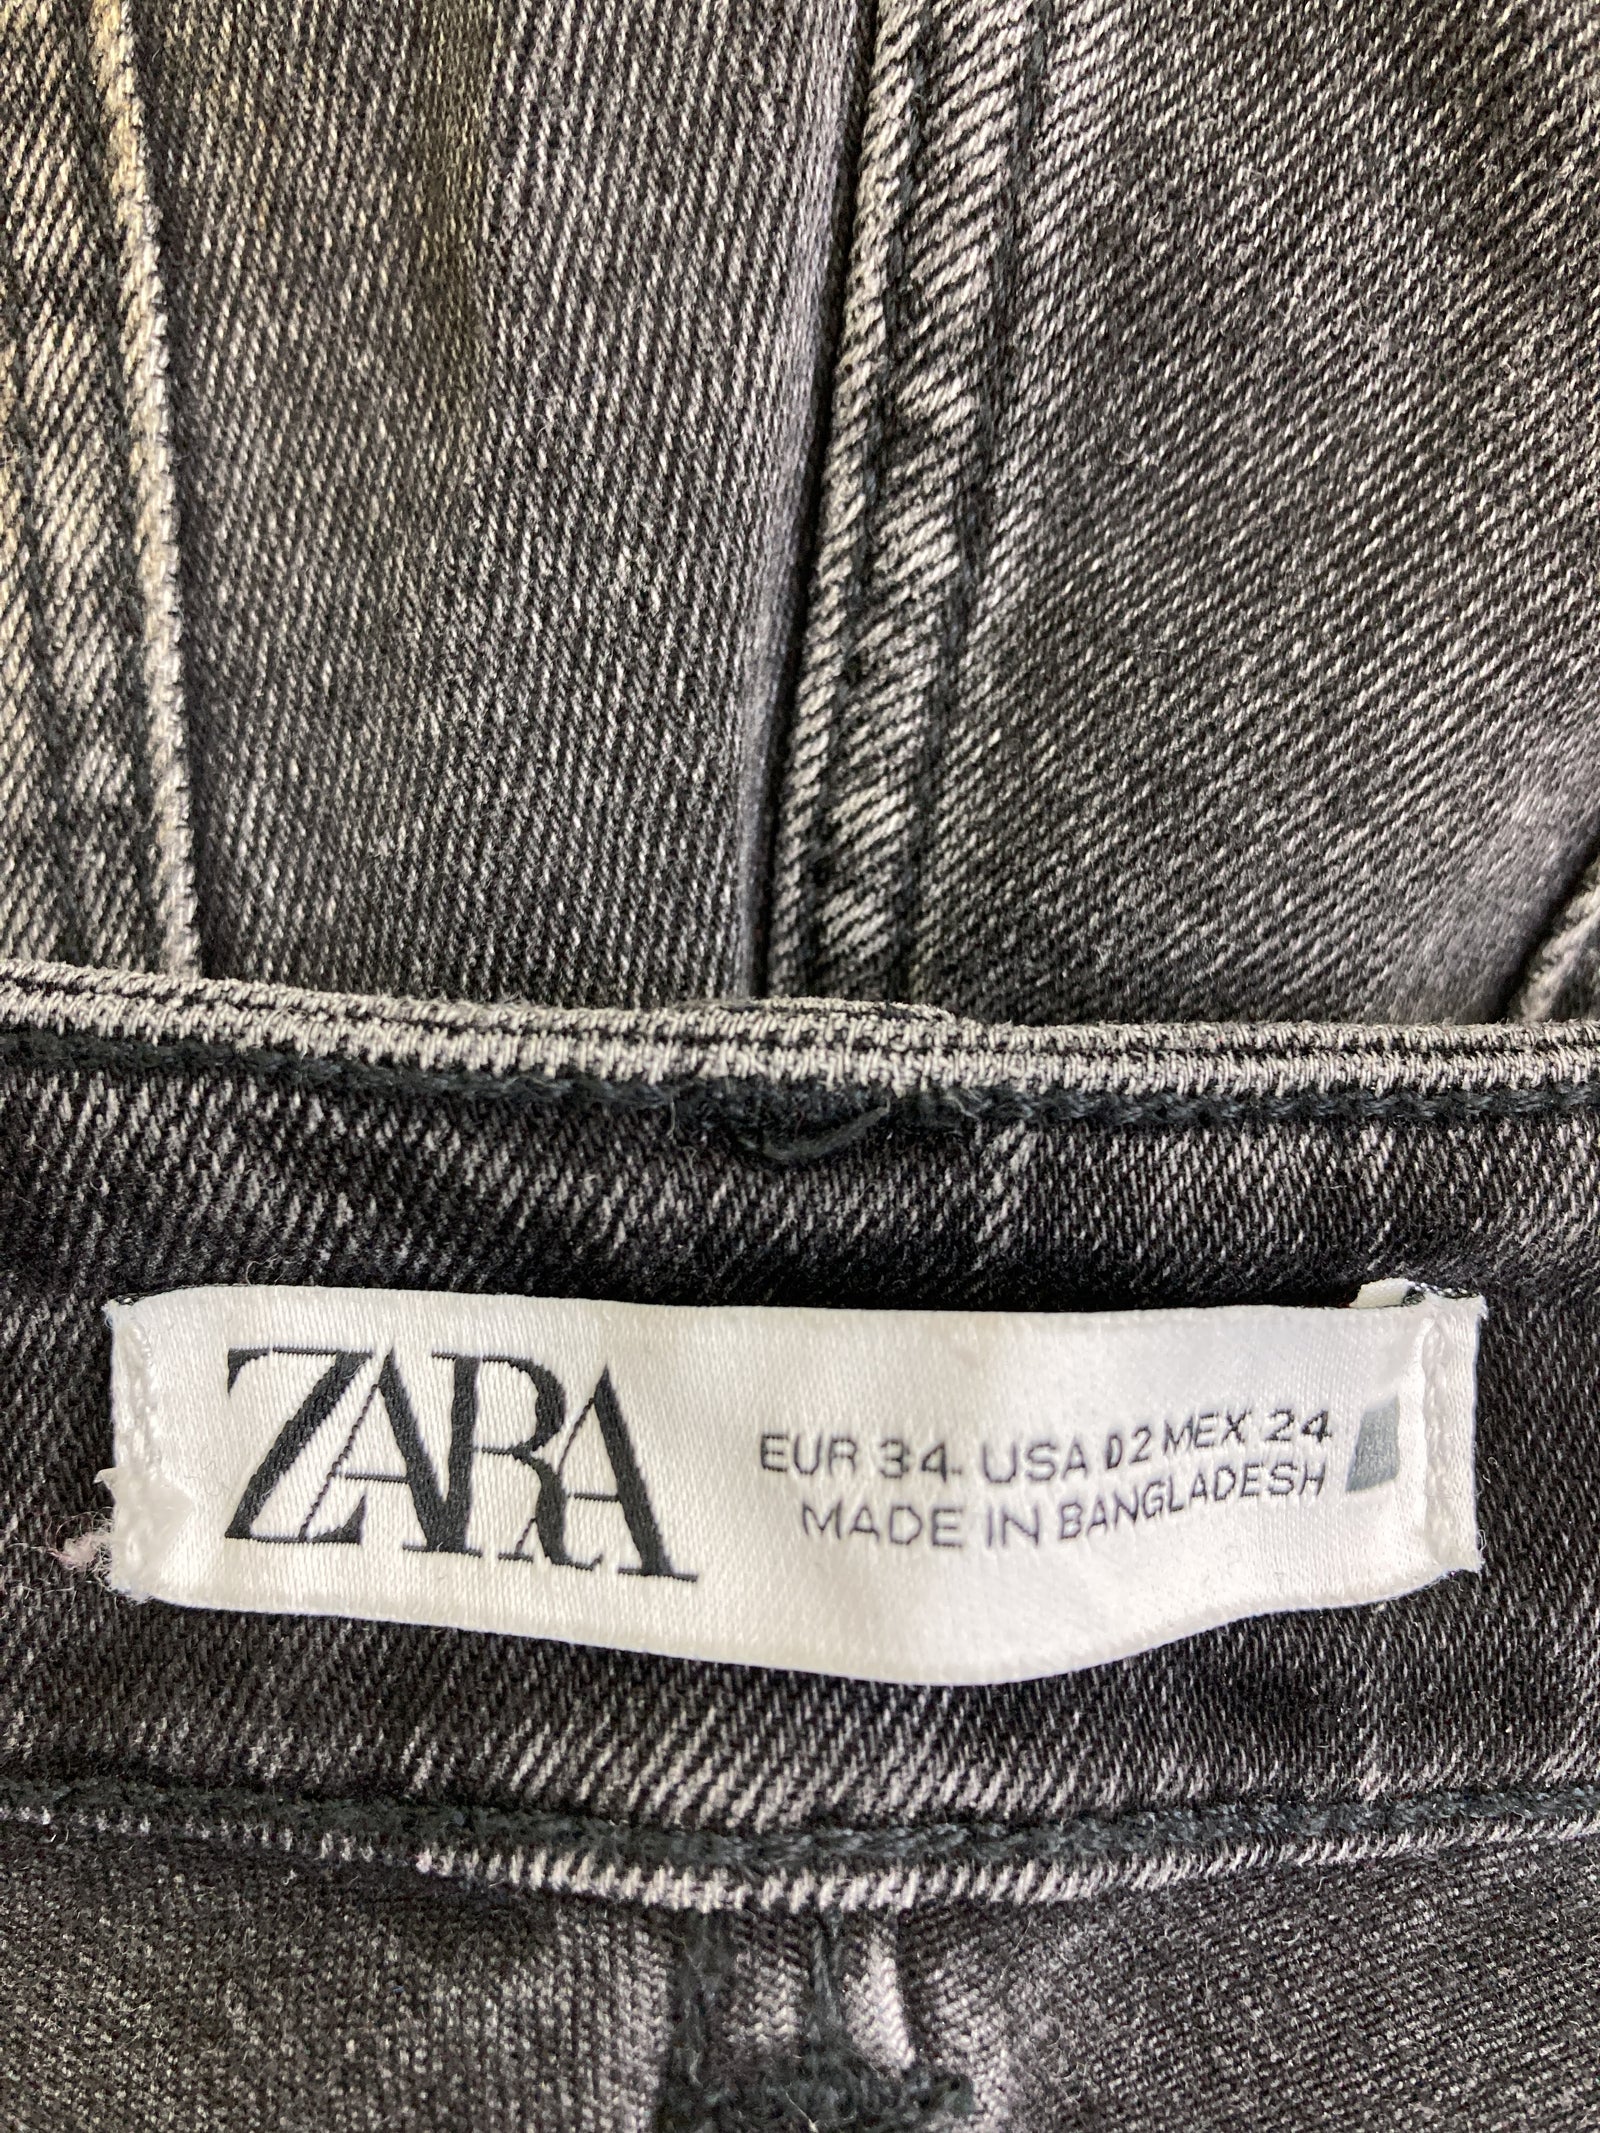 ZARA
EUR 34 USA 02 MEX 24
MADE IN BANGLADESH